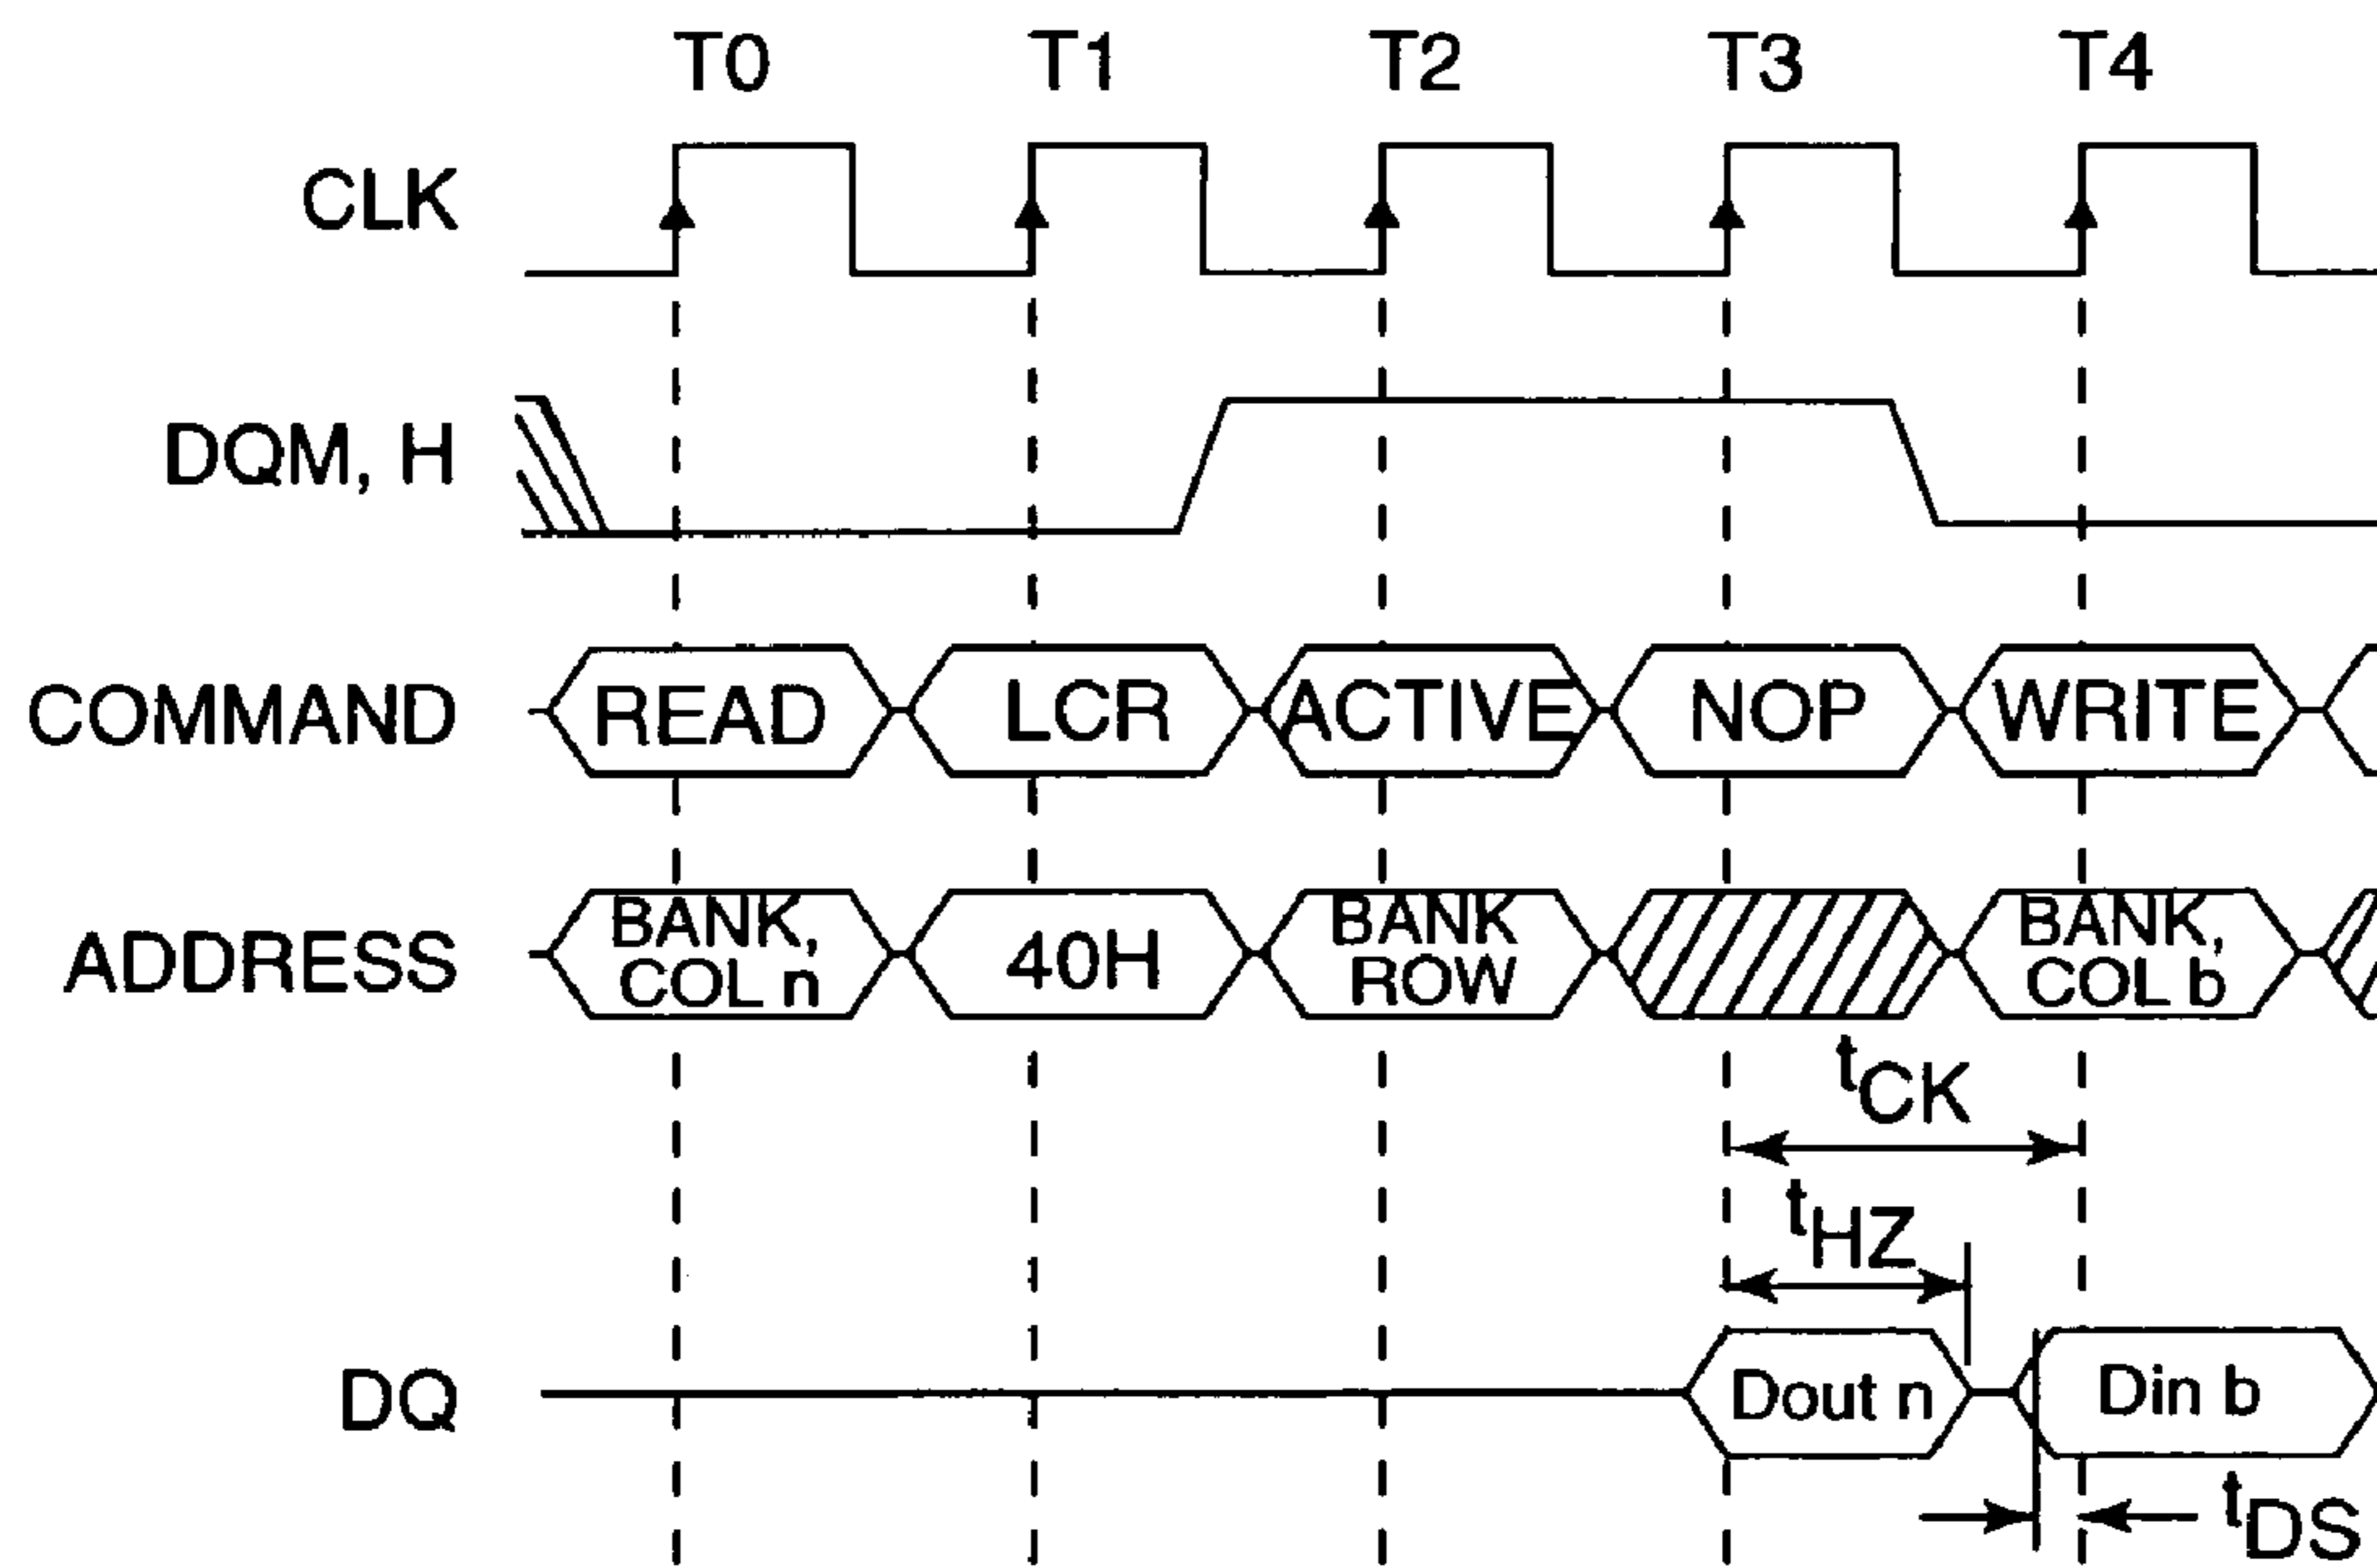 T0 T1 T2 T3 T4
CLK
DQM, H
COMMAND READ LCR ACTIVE NOP WRITE
ADDRESS BANK, COL n 40H BANK ROW BANK, COL b
tCK
tHZ
DQ Dout n Din b
tDS